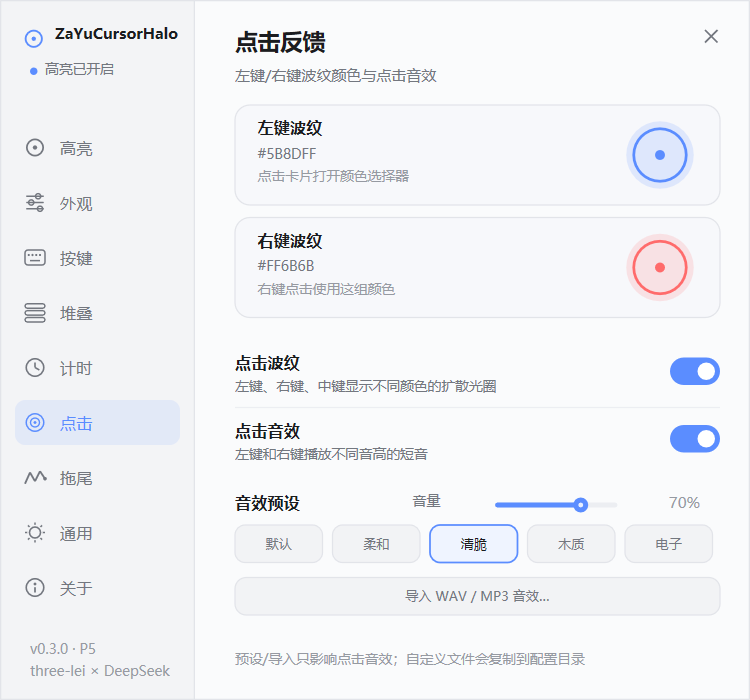 ZaYuCursorHalo
高亮已开启
高亮
外观
按键
堆叠
计时
点击
拖尾
通用
关于
v0.3.0 · P5
three-lei × DeepSeek
点击反馈
左键/右键波纹颜色与点击音效
左键波纹
#5B8DFF
点击卡片打开颜色选择器
右键波纹
#FF6B6B
右键点击使用这组颜色
点击波纹
左键、右键、中键显示不同颜色的扩散光圈
点击音效
左键和右键播放不同音高的短音
音效预设 音量 70%
默认 柔和 清脆 木质 电子
导入 WAV / MP3 音效...
预设/导入只影响点击音效；自定义文件会复制到配置目录